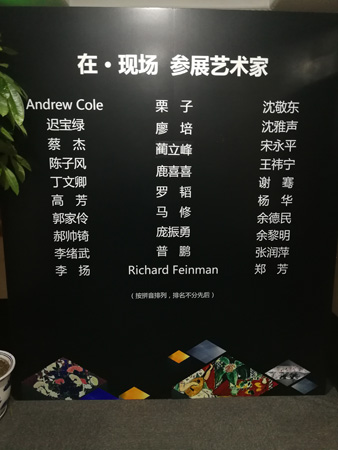 在·现场 参展艺术家
Andrew Cole
迟宝绿
蔡 杰
陈子风
丁文卿
高 芳
郭家伶
郝帅锜
李绪武
李 扬
栗 子
廖 培
蔺立峰
鹿喜喜
罗 韬
马 修
庞振勇
普 鹏
Richard Feinman
沈敬东
沈雅声
宋永平
王祎宁
谢 骞
杨 华
余德民
余黎明
张润萍
郑 芳
（按拼音排列，排名不分先后）